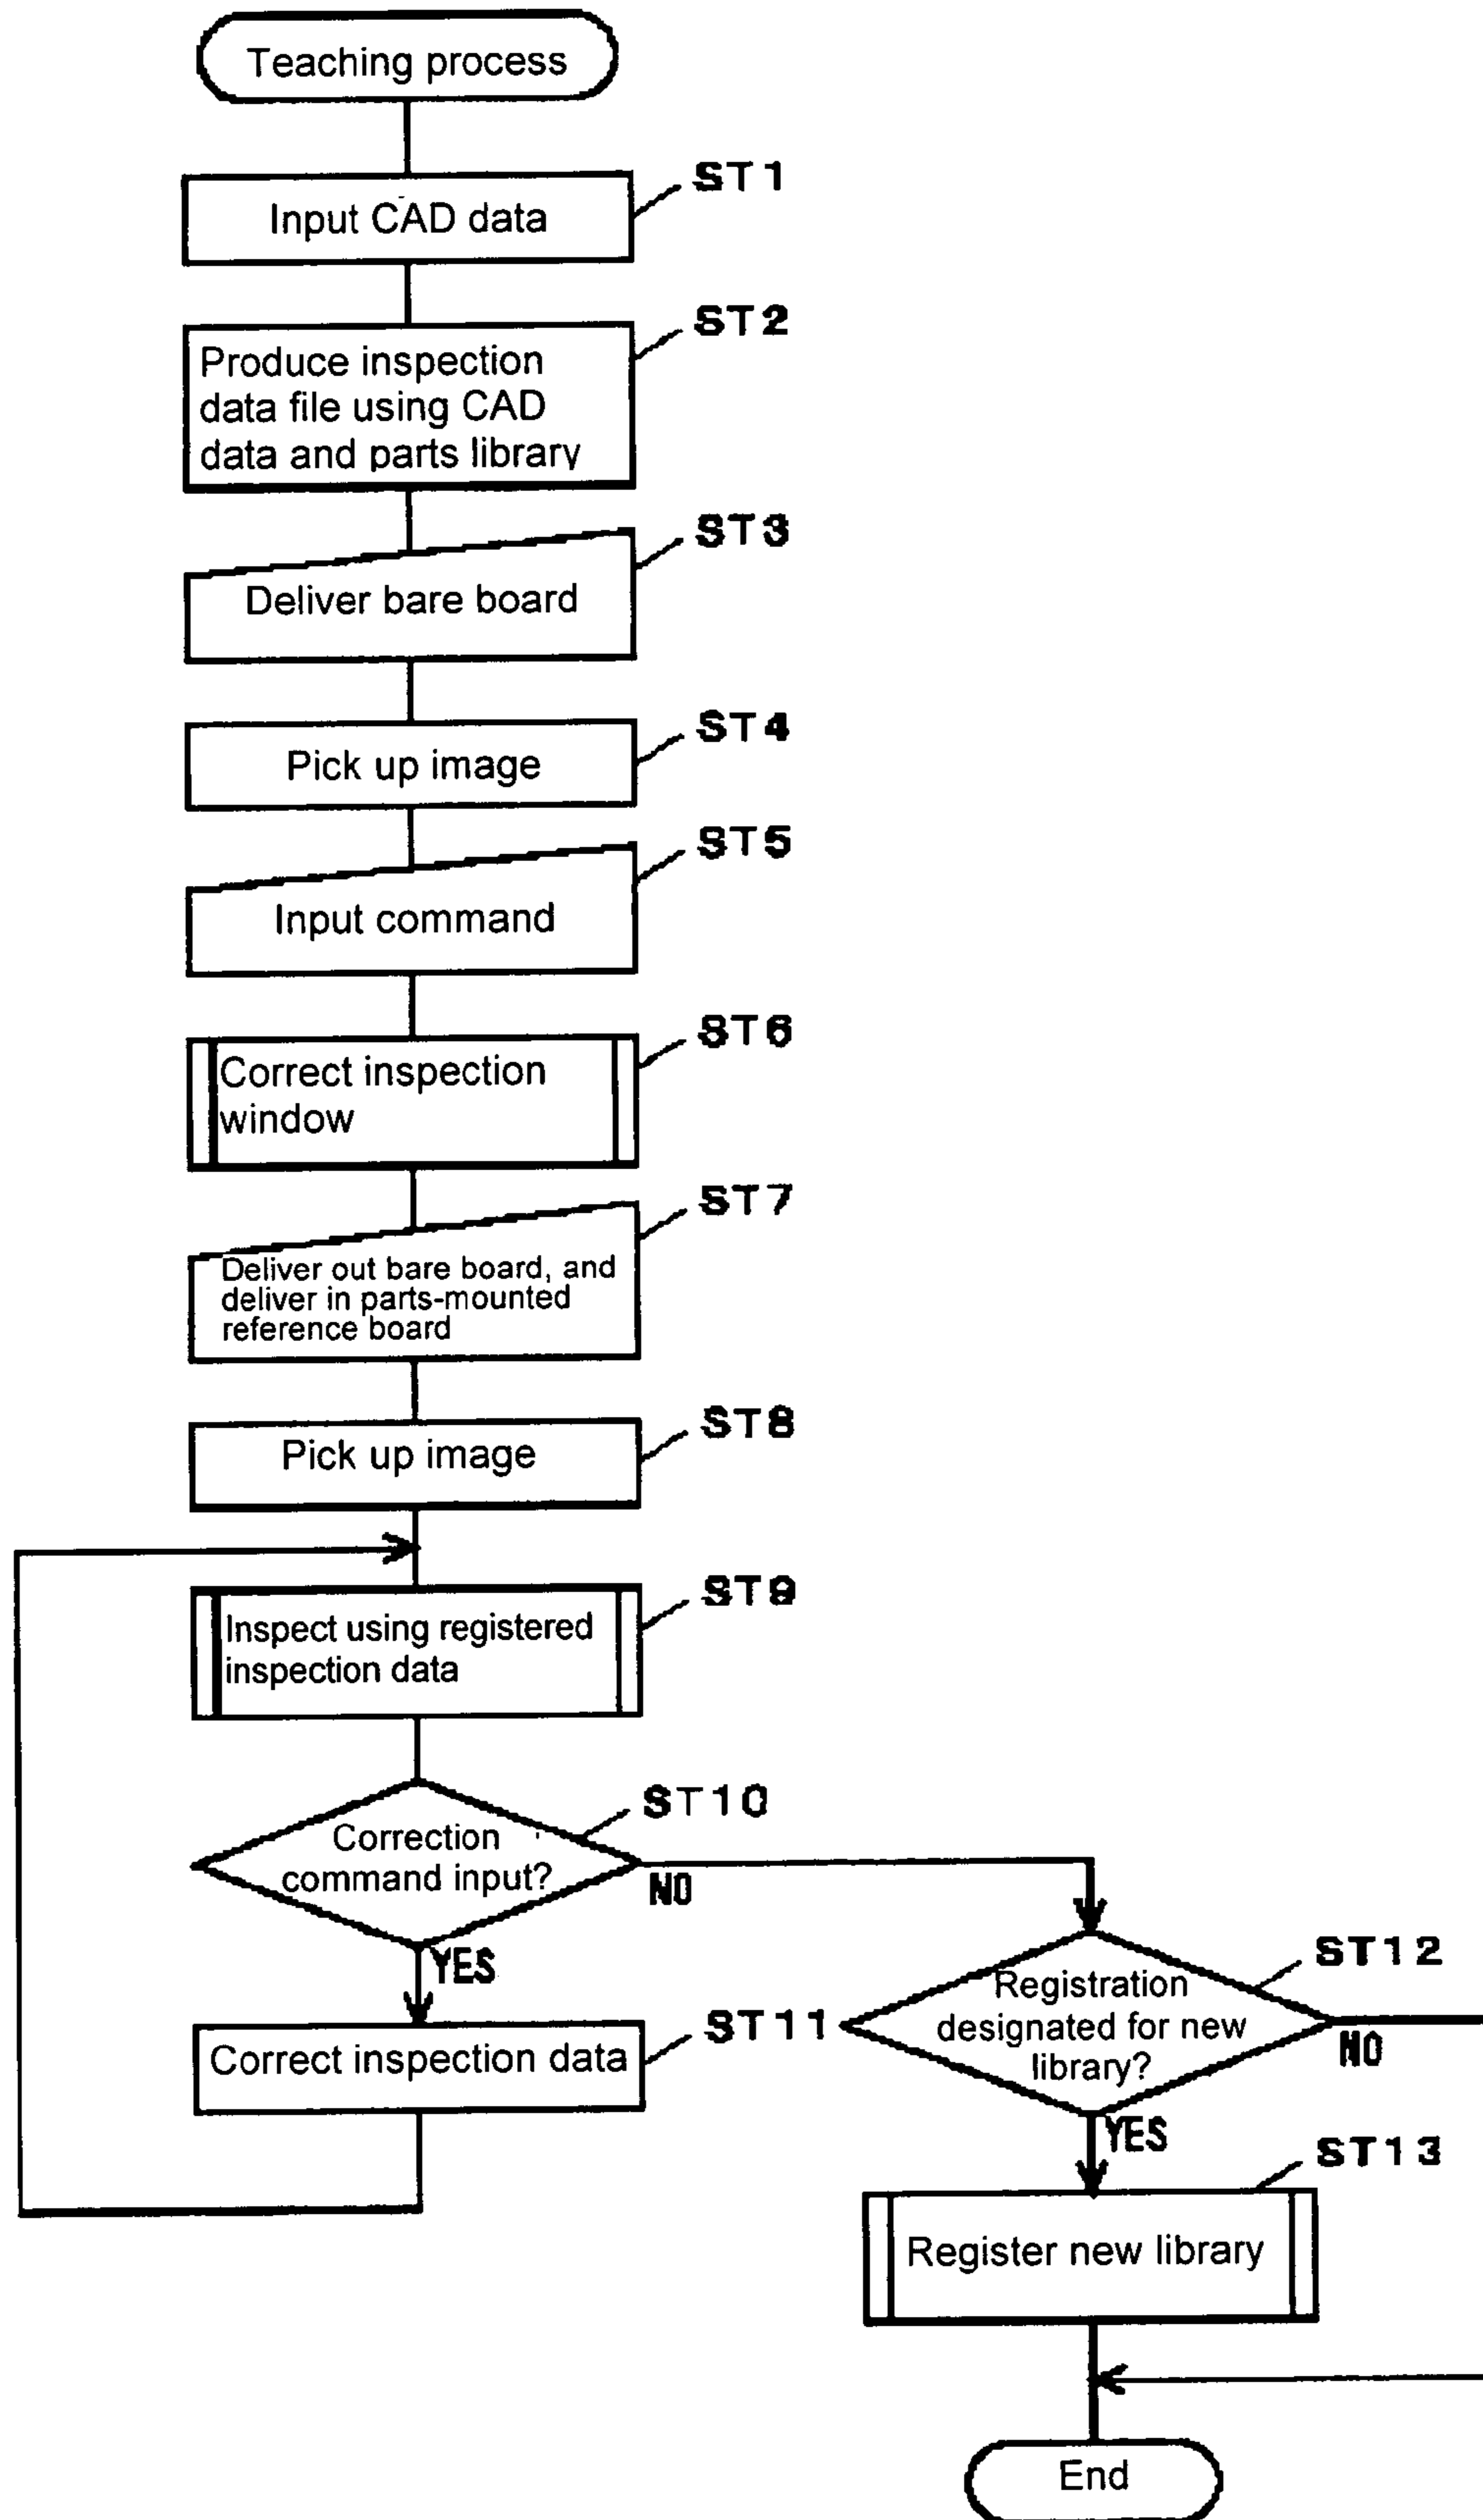 Teaching process
ST1
Input CAD data
ST2
Produce inspection
data file using CAD
data and parts library
ST3
Deliver bare board
ST4
Pick up image
ST5
Input command
ST6
Correct inspection
window
ST7
Deliver out bare board, and
deliver in parts-mounted
reference board
ST8
Pick up image
ST9
Inspect using registered
inspection data
ST10
Correction
command input?
NO
YES
ST11
Correct inspection data
ST12
Registration
designated for new
library?
NO
YES
ST13
Register new library
End